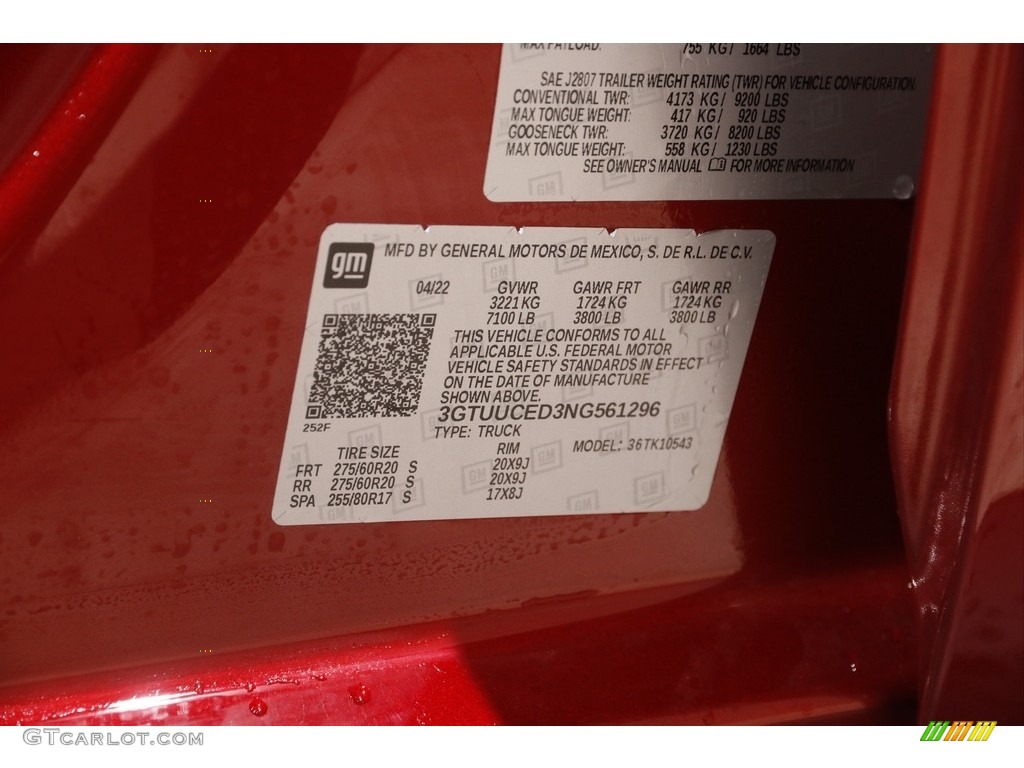 MAX PAYLOAD: 755 KG/ 1664 LBS
SAE J2807 TRAILER WEIGHT RATING (TWR) FOR VEHICLE CONFIGURATION
CONVENTIONAL TWR: 4173 KG/ 9200 LBS
MAX TONGUE WEIGHT: 417 KG/ 920 LBS
GOOSENECK TWR: 3720 KG/ 8200 LBS
MAX TONGUE WEIGHT: 558 KG/ 1230 LBS
SEE OWNER'S MANUAL FOR MORE INFORMATION
gm MFD BY GENERAL MOTORS DE MEXICO, S. DE R.L. DE C.V.
04/22 GVWR GAWR FRT GAWR RR
3221 KG 1724 KG 1724 KG
7100 LB 3800 LB 3800 LB
THIS VEHICLE CONFORMS TO ALL
APPLICABLE U.S. FEDERAL MOTOR
VEHICLE SAFETY STANDARDS IN EFFECT
ON THE DATE OF MANUFACTURE
SHOWN ABOVE.
3GTUUCED3NG561296
252F
TYPE: TRUCK
MODEL: 36TK10543
TIRE SIZE RIM
FRT 275/60R20 S 20X9J
RR 275/60R20 S 20X9J
SPA 255/80R17 S 17X8J
GTCARLOT.COM